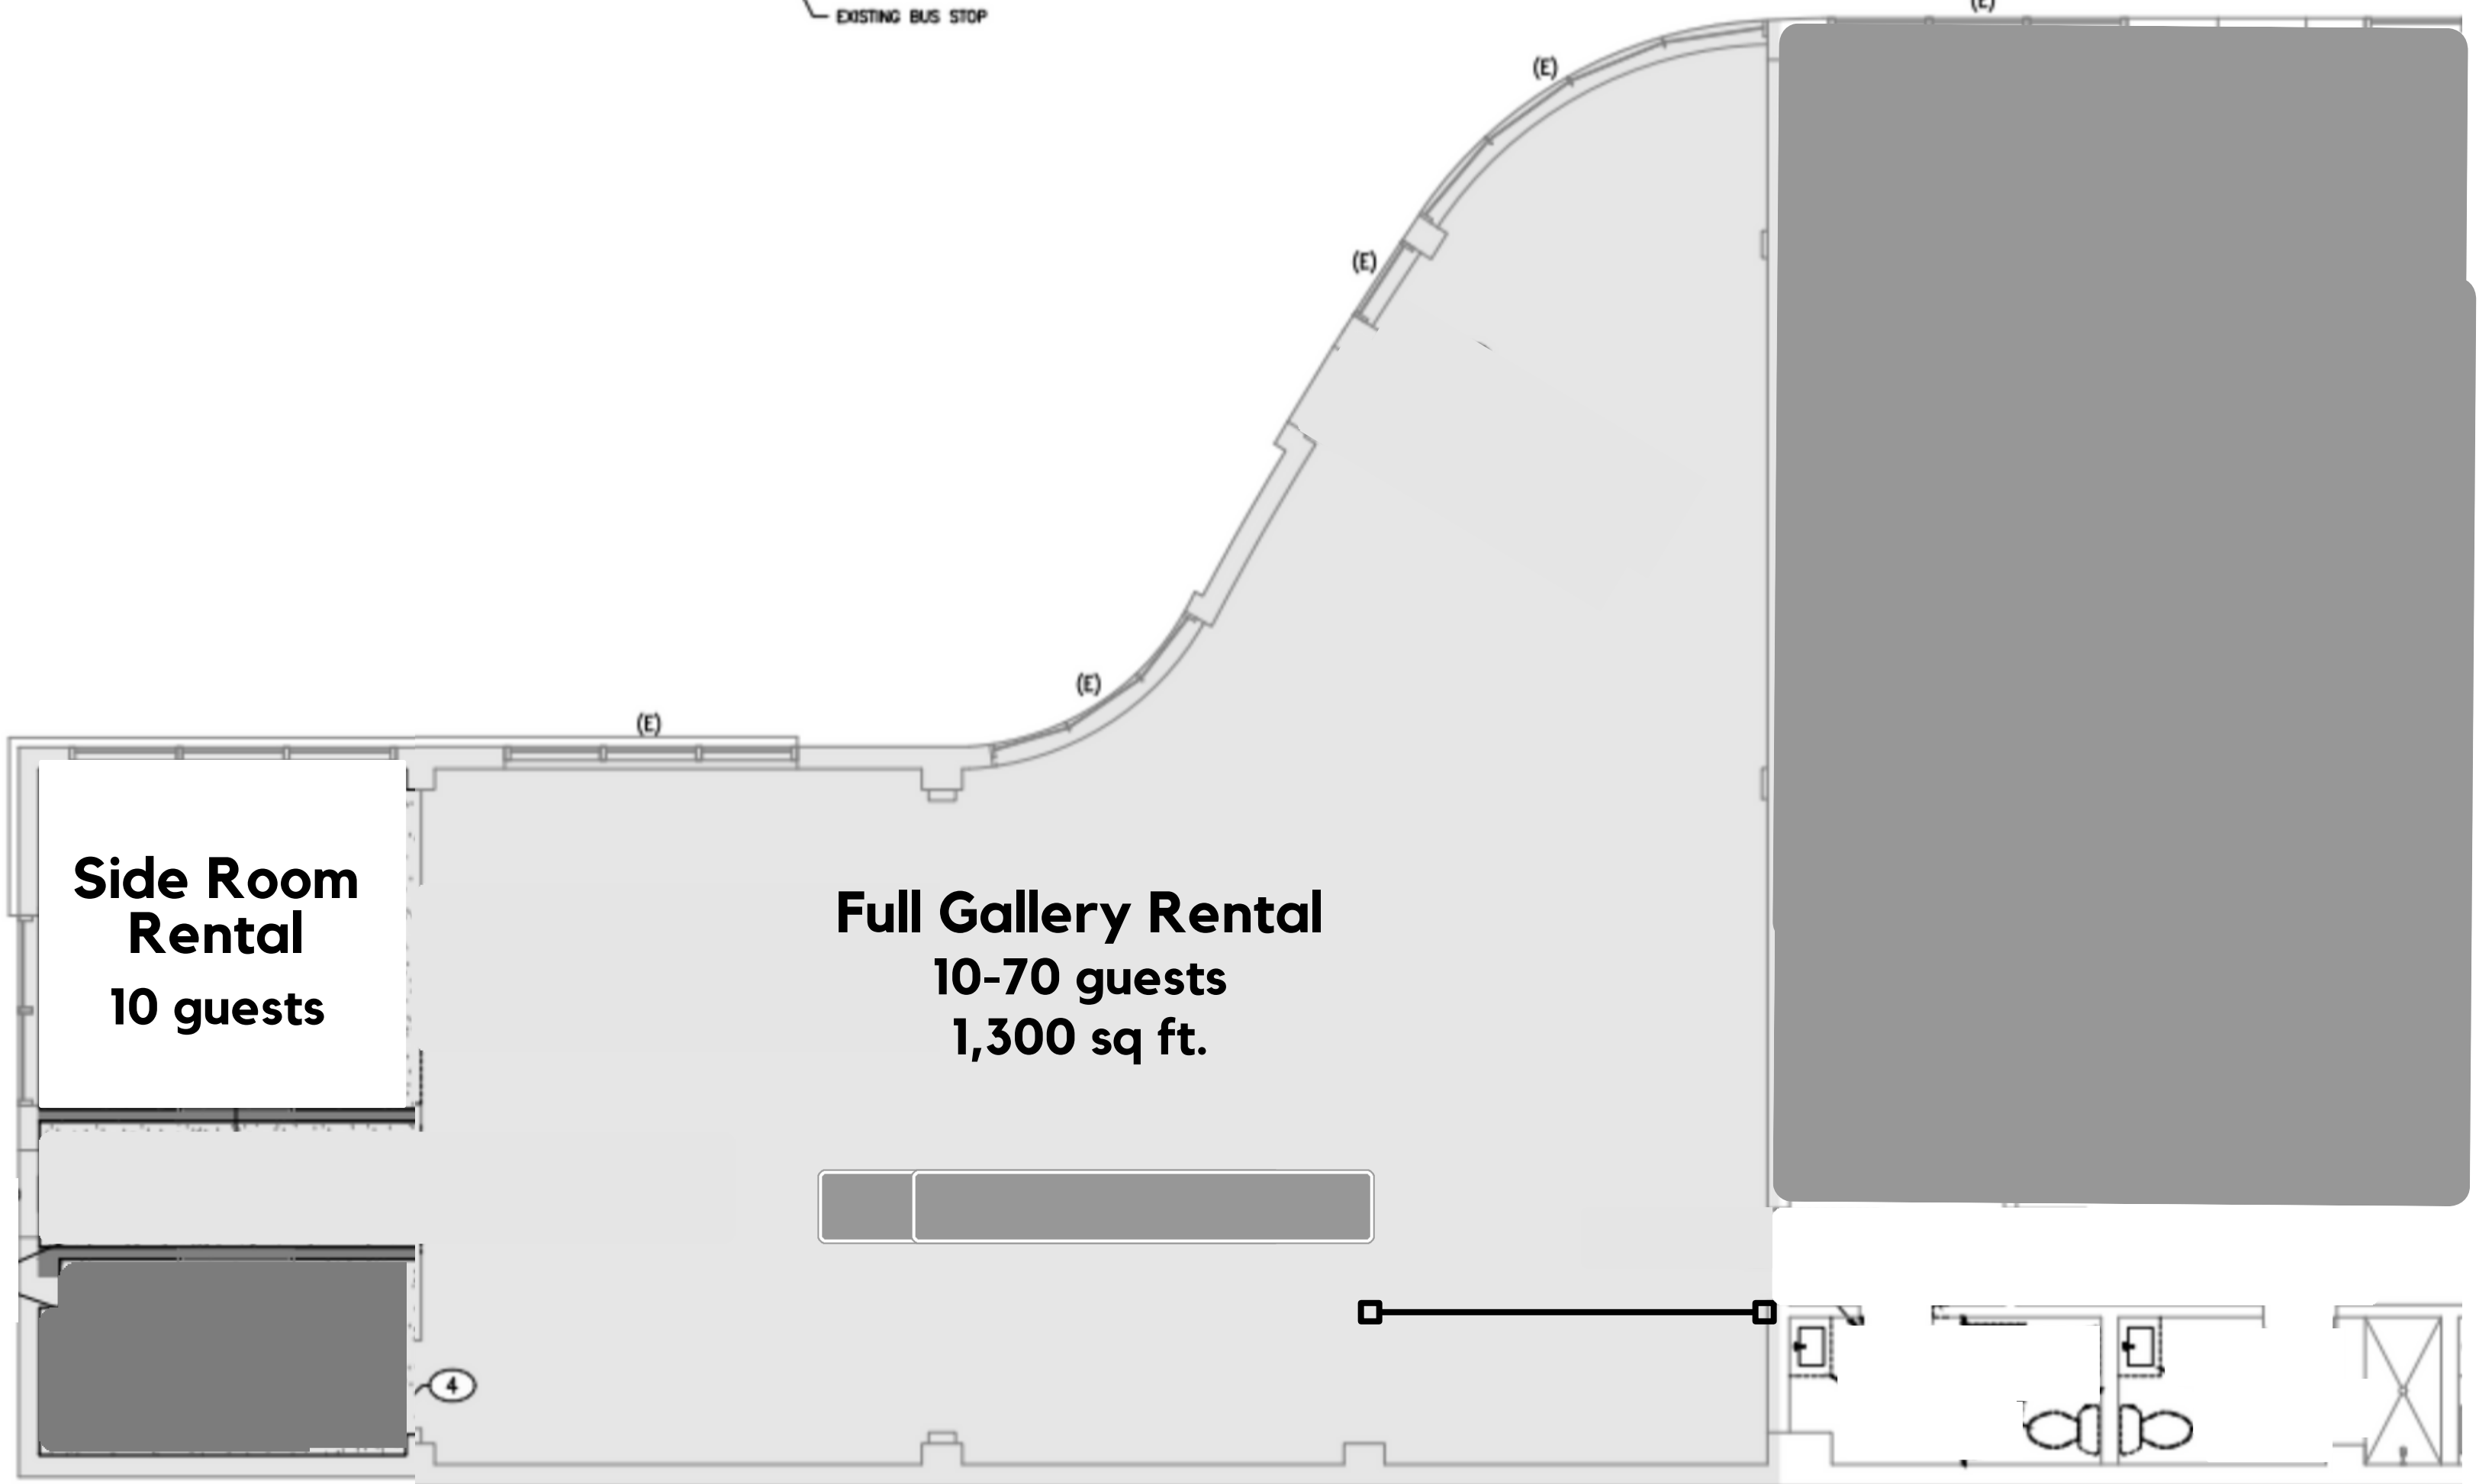 EXISTING BUS STOP
(E)
(E)
(E)
(E)
(E)
Side Room
Rental
10 guests
Full Gallery Rental
10-70 guests
1,300 sq ft.
4